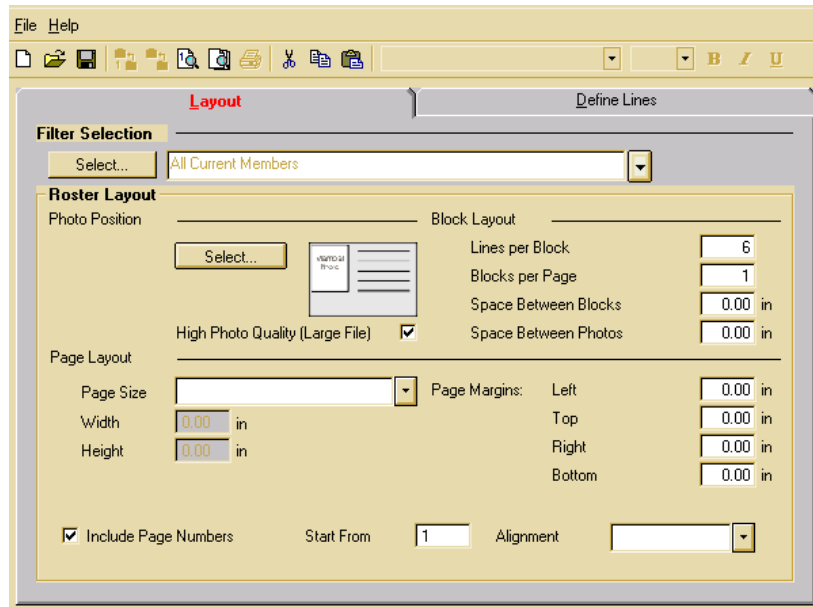 File Help
B I U
Layout Define Lines
Filter Selection
Select... All Current Members
Roster Layout
Photo Position Block Layout
Select... Lines per Block 6
Blocks per Page 1
Space Between Blocks 0.00 in
High Photo Quality (Large File) Space Between Photos 0.00 in
Page Layout
Page Size Page Margins: Left 0.00 in
Width 0.00 in Top 0.00 in
Height 0.00 in Right 0.00 in
Bottom 0.00 in
Include Page Numbers Start From 1 Alignment